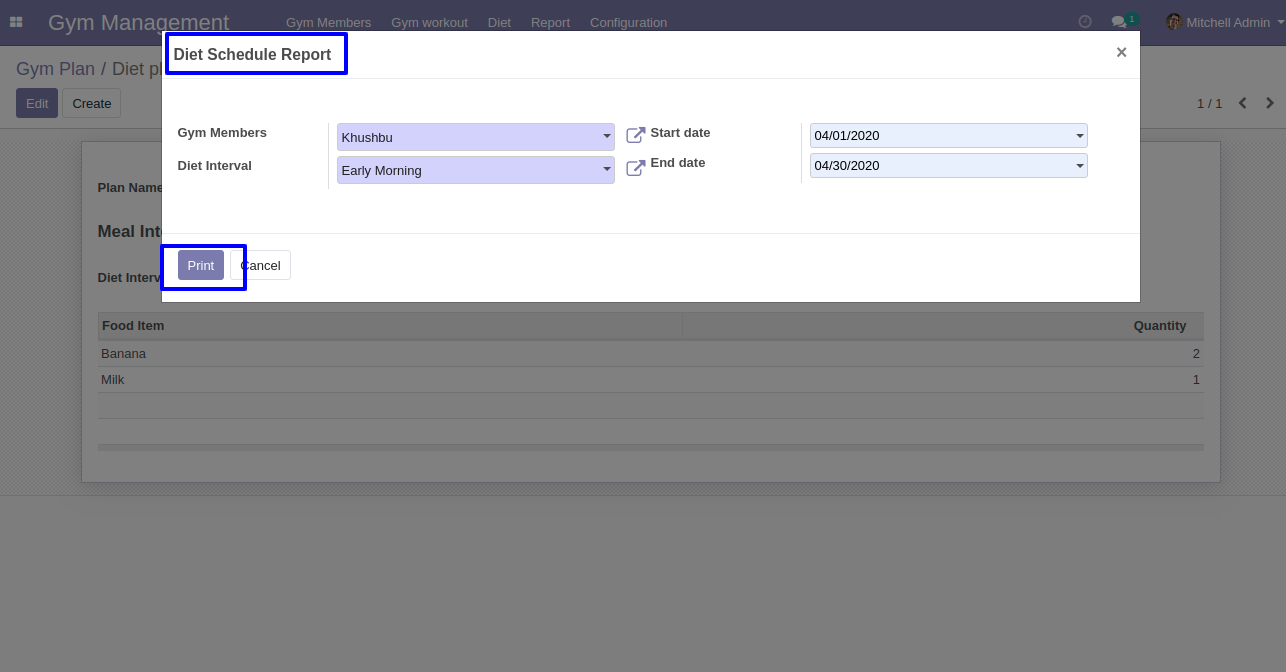 Gym Management Gym Members Gym workout Diet Report Configuration 1 Mitchell Admin
Diet Schedule Report ×
Gym Plan / Diet pl
Edit Create 1 / 1
Gym Members Khushbu Start date 04/01/2020
Diet Interval Early Morning End date 04/30/2020
Plan Name
Meal Int
Print Cancel
Diet Interv
Food Item Quantity
Banana 2
Milk 1